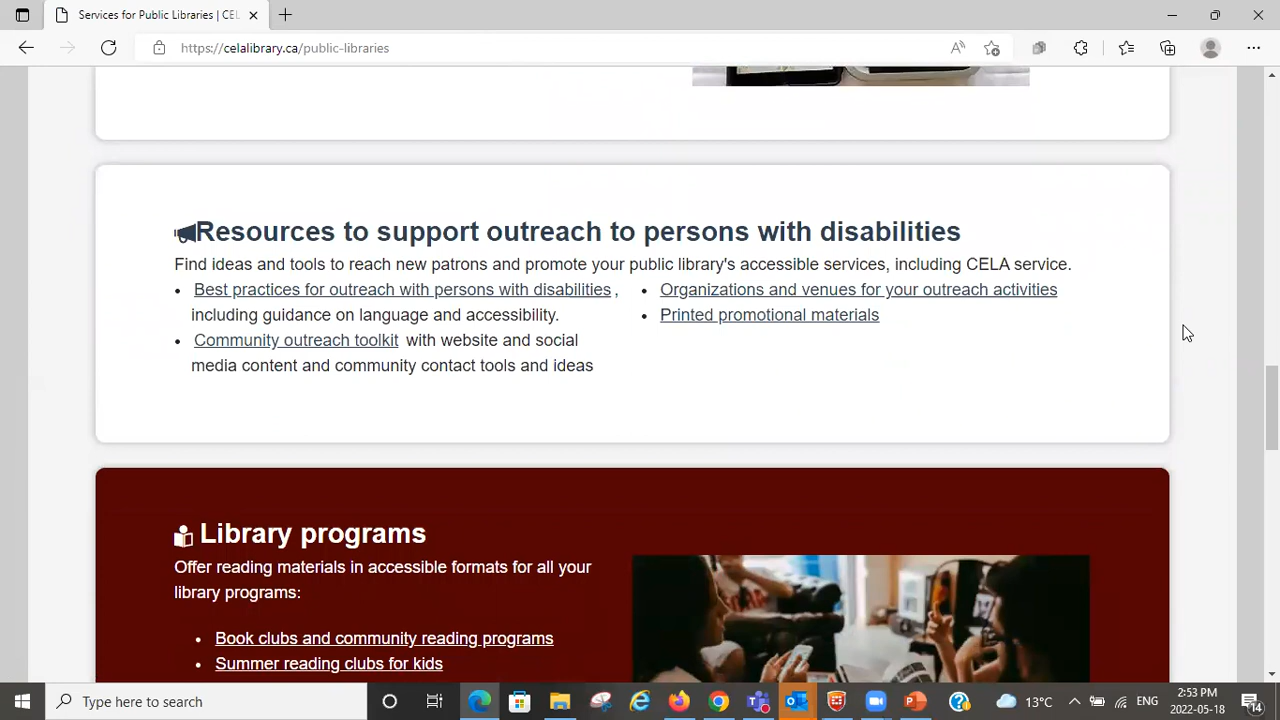 Services for Public Libraries | CEL
https://celalibrary.ca/public-libraries
Resources to support outreach to persons with disabilities
Find ideas and tools to reach new patrons and promote your public library's accessible services, including CELA service.
• Best practices for outreach with persons with disabilities ,
including guidance on language and accessibility.
• Community outreach toolkit with website and social
media content and community contact tools and ideas
• Organizations and venues for your outreach activities
• Printed promotional materials
Library programs
Offer reading materials in accessible formats for all your
library programs:
• Book clubs and community reading programs
• Summer reading clubs for kids
Type here to search
13°C
ENG
2:53 PM
2022-05-18
14